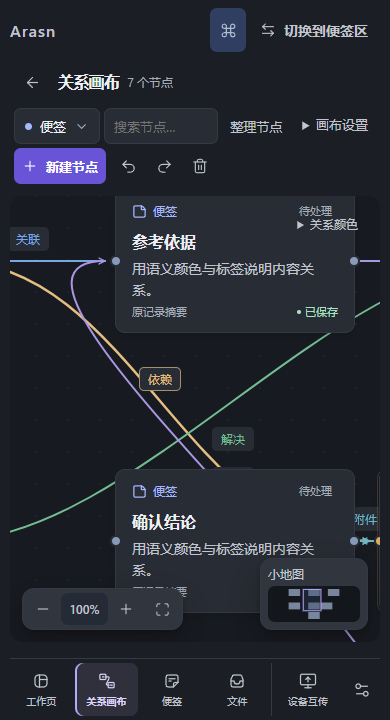 Arasn
⌘
切换到便签区
关系画布 7 个节点
便签
搜索节点...
整理节点
画布设置
新建节点
便签
待处理
关系颜色
关联
参考依据
用语义颜色与标签说明内容关
系。
原记录摘要
已保存
依赖
解决
便签
待处理
确认结论
附件
用语义颜色与标签说明内容关
系。
小地图
100%
工作页
关系画布
便签
文件
设备互传